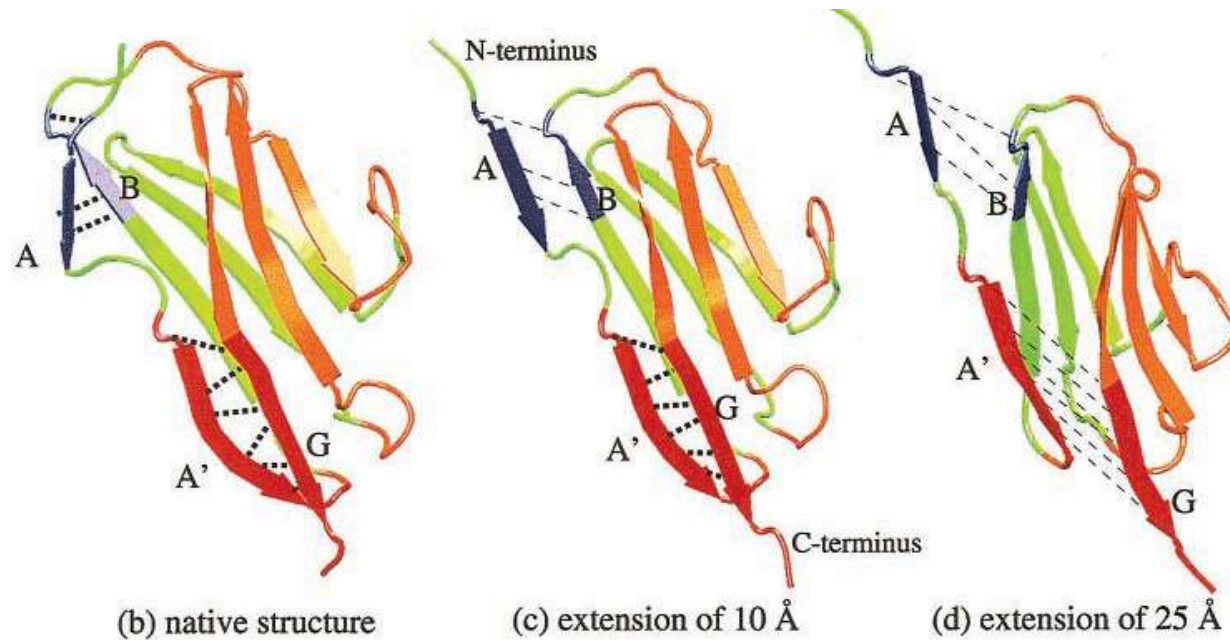 N-terminus
A
B
A'
G
(b) native structure
A
B
A'
G
C-terminus
(c) extension of 10 Å
A
B
A'
G
(d) extension of 25 Å